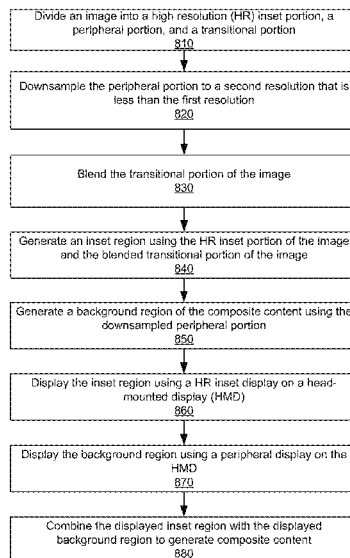 Divide an image into a high resolution (HR) inset portion, a
peripheral portion, and a transitional portion
810
Downsample the peripheral portion to a second resolution that is
less than the first resolution
820
Blend the transitional portion of the image
830
Generate an inset region using the HR inset portion of the image
and the blended transitional portion of the image
840
Generate a background region of the composite content using the
downsampled peripheral portion
850
Display the inset region using a HR inset display on a head-
mounted display (HMD)
860
Display the background region using a peripheral display on the
HMD
870
Combine the displayed inset region with the displayed
background region to generate composite content
880